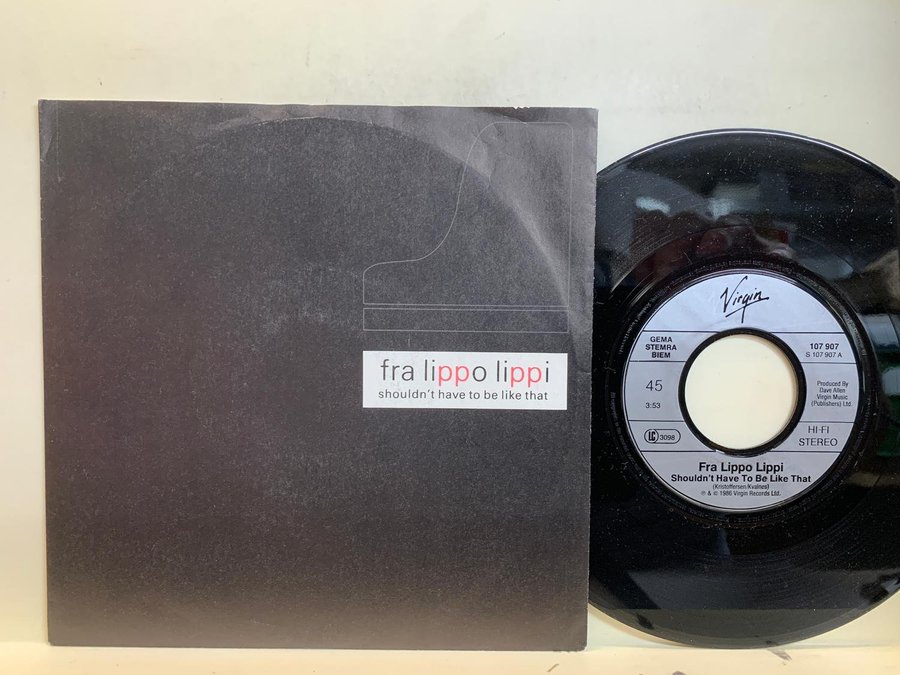 fra lippo lippi
shouldn't have to be like that
Virgin
GEMA
STEMRA
BIEM
107 907
S 107 907 A
45
3:53
Produced By
Dave Allen
Virgin Music
(Publishers) Ltd.
LC 3098
HI-FI
STEREO
Fra Lippo Lippi
Shouldn't Have To Be Like That
(Kristoffersen/Kvalnes)
℗ & © 1986 Virgin Records Ltd.